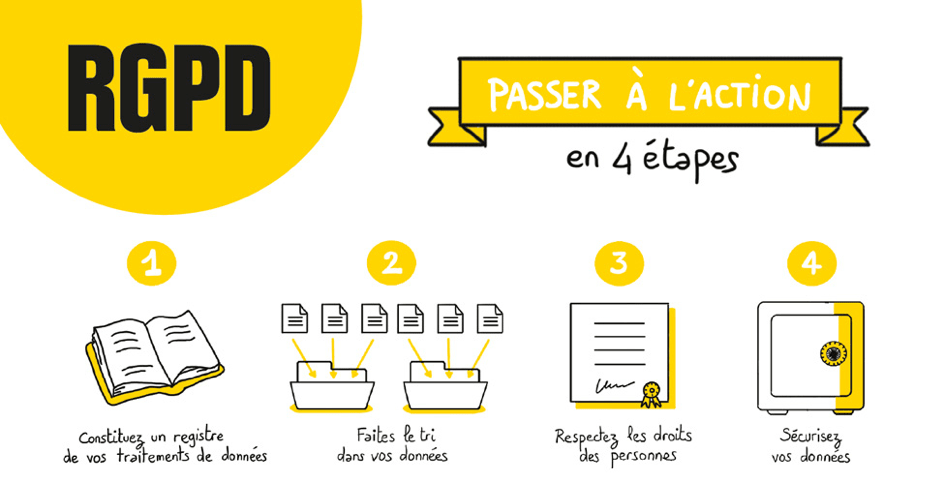 RGPD
PASSER À L'ACTION
en 4 étapes
1
Constituez un registre
de vos traitements de données
2
Faites le tri
dans vos données
3
Respectez les droits
des personnes
4
Sécurisez
vos données